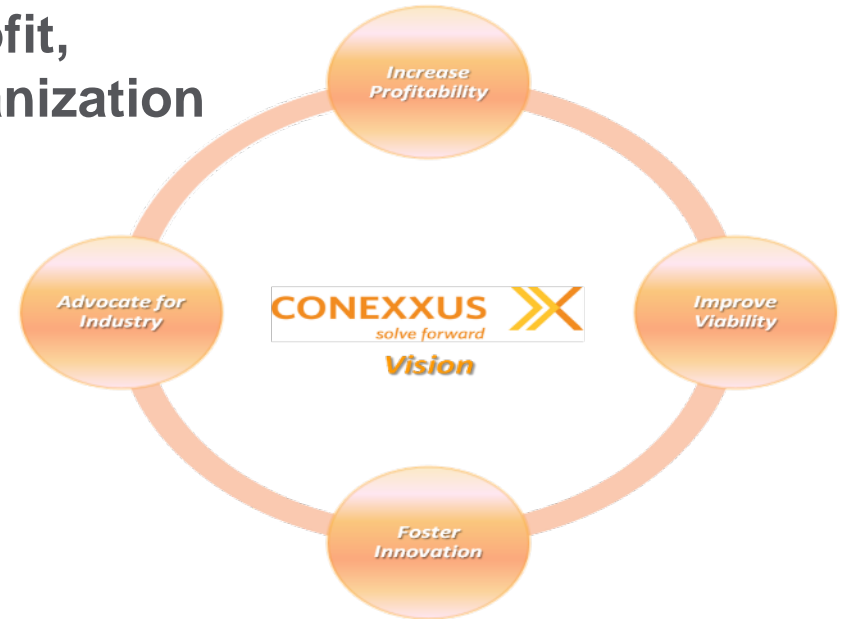 ofit,
anization
Increase
Profitability
Advocate for
Industry
CONEXXUS
solve forward
Vision
Improve
Viability
Foster
Innovation